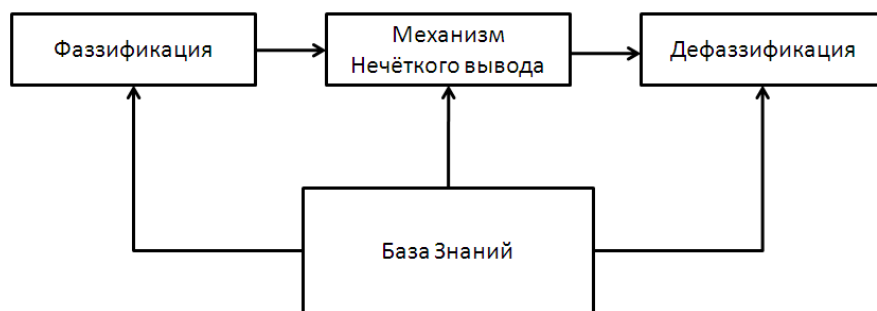 Фаззификация
Механизм
Нечёткого вывода
Дефаззификация
База Знаний